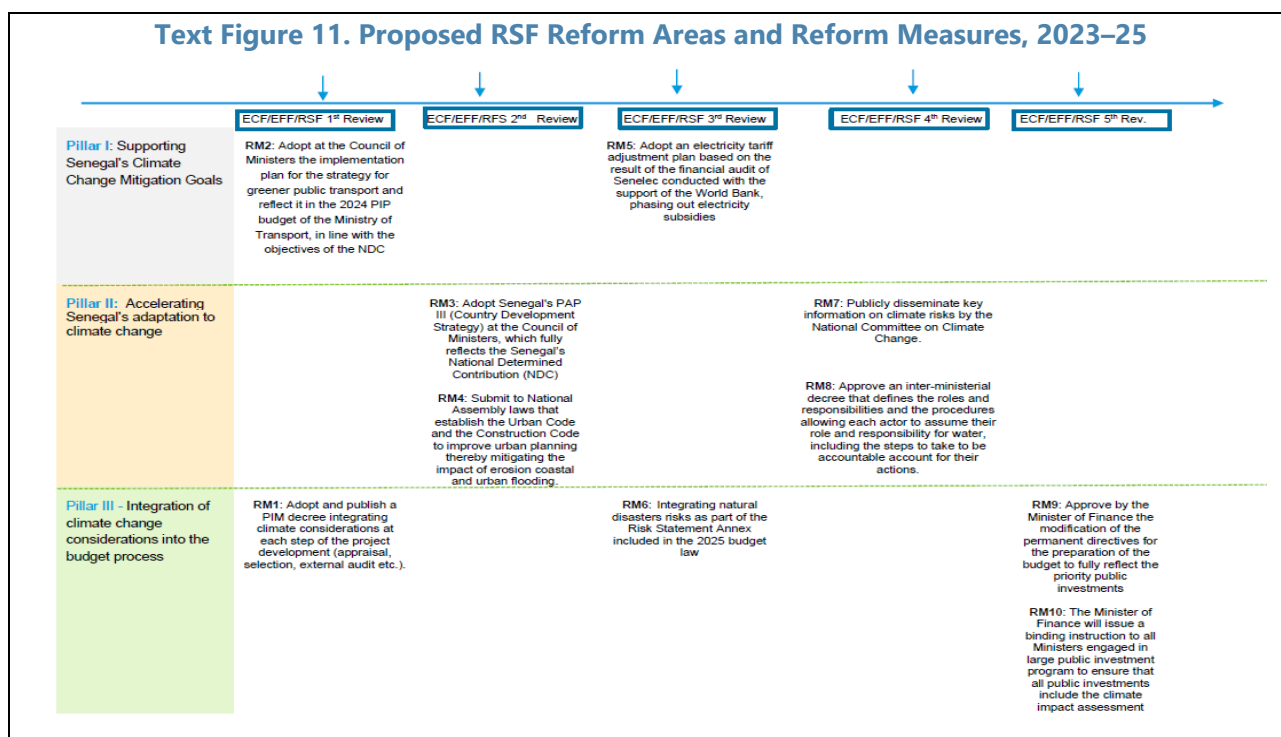 Text Figure 11. Proposed RSF Reform Areas and Reform Measures, 2023–25
ECF/EFF/RSF 1st Review
ECF/EFF/RFS 2nd Review
ECF/EFF/RSF 3rd Review
ECF/EFF/RSF 4th Review
ECF/EFF/RSF 5th Rev.
Pillar I: Supporting
Senegal's Climate
Change Mitigation Goals
RM2: Adopt at the Council of
Ministers the implementation
plan for the strategy for
greener public transport and
reflect it in the 2024 PIP
budget of the Ministry of
Transport, in line with the
objectives of the NDC
RM5: Adopt an electricity tariff
adjustment plan based on the
result of the financial audit of
Senelec conducted with the
support of the World Bank,
phasing out electricity
subsidies
Pillar II: Accelerating
Senegal's adaptation to
climate change
RM3: Adopt Senegal's PAP
III (Country Development
Strategy) at the Council of
Ministers, which fully
reflects the Senegal's
National Determined
Contribution (NDC)
RM4: Submit to National
Assembly laws that
establish the Urban Code
and the Construction Code
to improve urban planning
thereby mitigating the
impact of erosion coastal
and urban flooding.
RM7: Publicly disseminate key
information on climate risks by the
National Committee on Climate
Change.
RM8: Approve an inter-ministerial
decree that defines the roles and
responsibilities and the procedures
allowing each actor to assume their
role and responsibility for water,
including the steps to take to be
accountable account for their
actions.
Pillar III - Integration of
climate change
considerations into the
budget process
RM1: Adopt and publish a
PIM decree integrating
climate considerations at
each step of the project
development (appraisal,
selection, external audit etc.).
RM6: Integrating natural
disasters risks as part of the
Risk Statement Annex
included in the 2025 budget
law
RM9: Approve by the
Minister of Finance the
modification of the
permanent directives for
the preparation of the
budget to fully reflect the
priority public
investments
RM10: The Minister of
Finance will issue a
binding instruction to all
Ministers engaged in
large public investment
program to ensure that
all public investments
include the climate
impact assessment